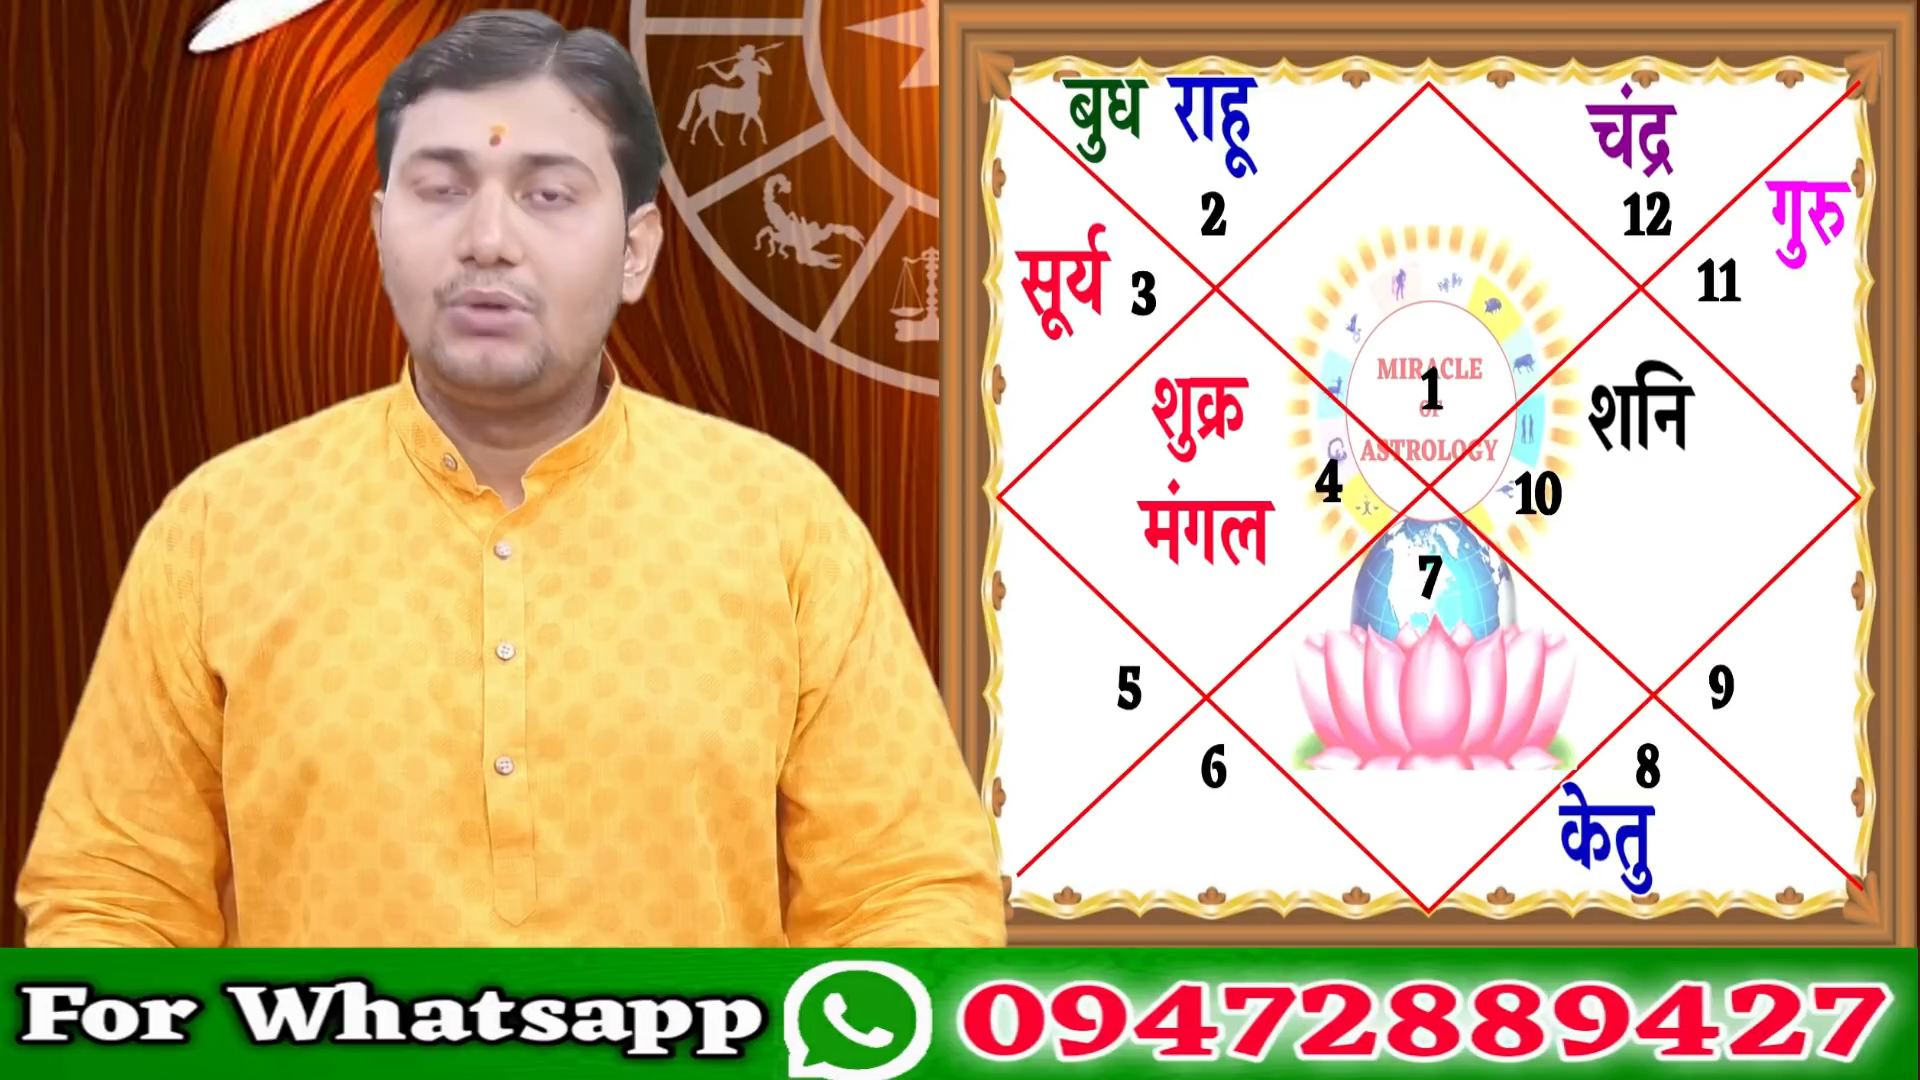 बुध राहू
चंद्र
2
12
गुरु
सूर्य 3
11
MIRACLE
1
OF
शुक्र
शनि
ASTROLOGY
4
10
मंगल
7
5
9
6
8
केतु
For Whatsapp 09472889427